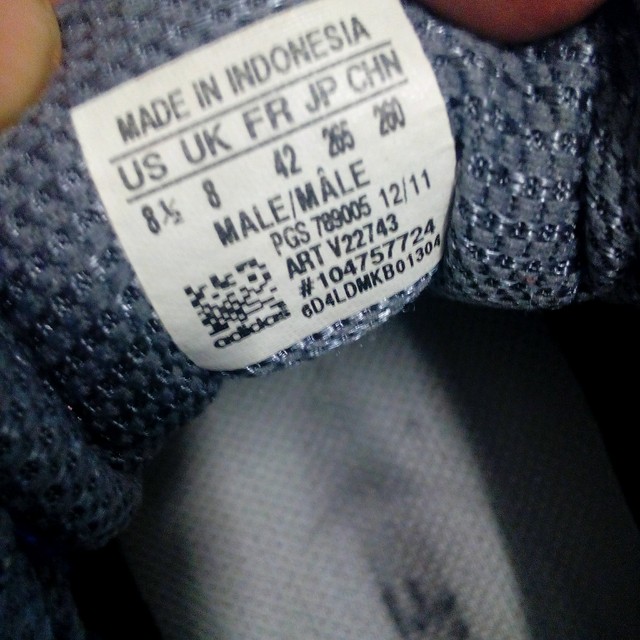 MADE IN INDONESIA
US UK FR JP CHN
8½ 8 42 265 260
MALE/MÂLE
PGS 789005 12/11
ART V22743
#104757724
6D4LDMKB01304